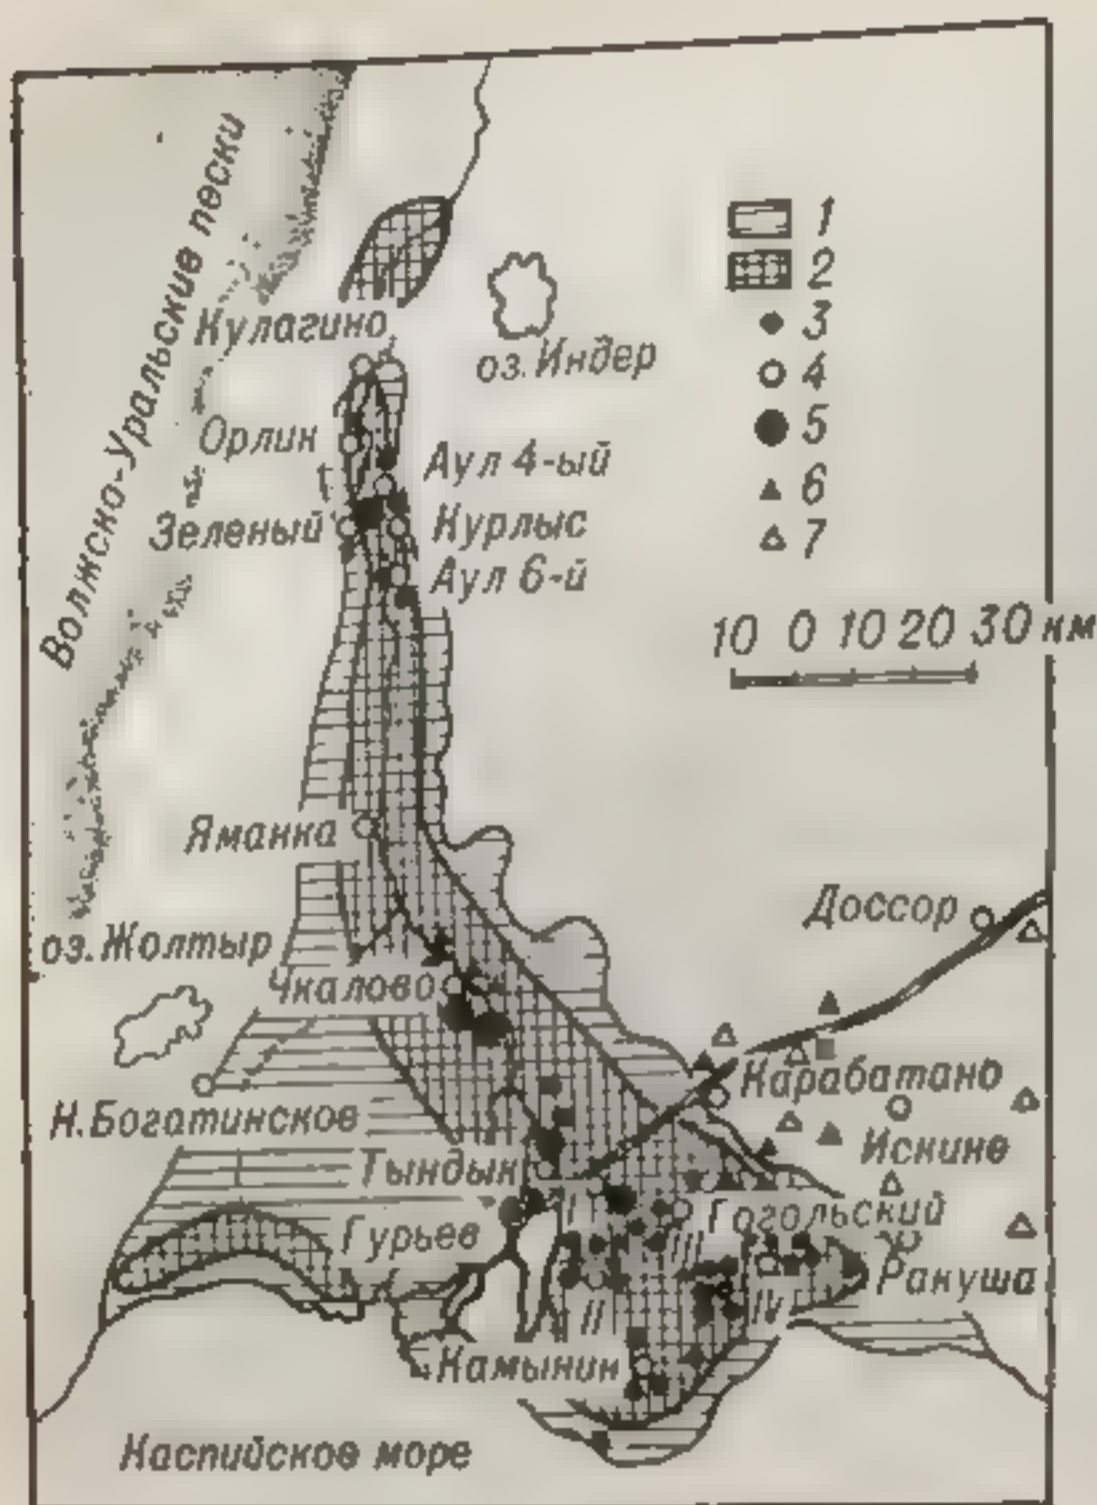 Волжско-Уральские пески
1
2
3
4
5
6
7
Кулагино
оз. Индер
Орлин
Аул 4-ый
Зеленый
Курлыс
Аул 6-й
10 0 10 20 30 км
Яманка
Доссор
оз. Жолтыр
Чкалово
Карабатано
Н. Богатинское
Искине
Тындык
I
Гогольский
Гурьев
III
Ракуша
II
IV
Камынин
Каспийское море